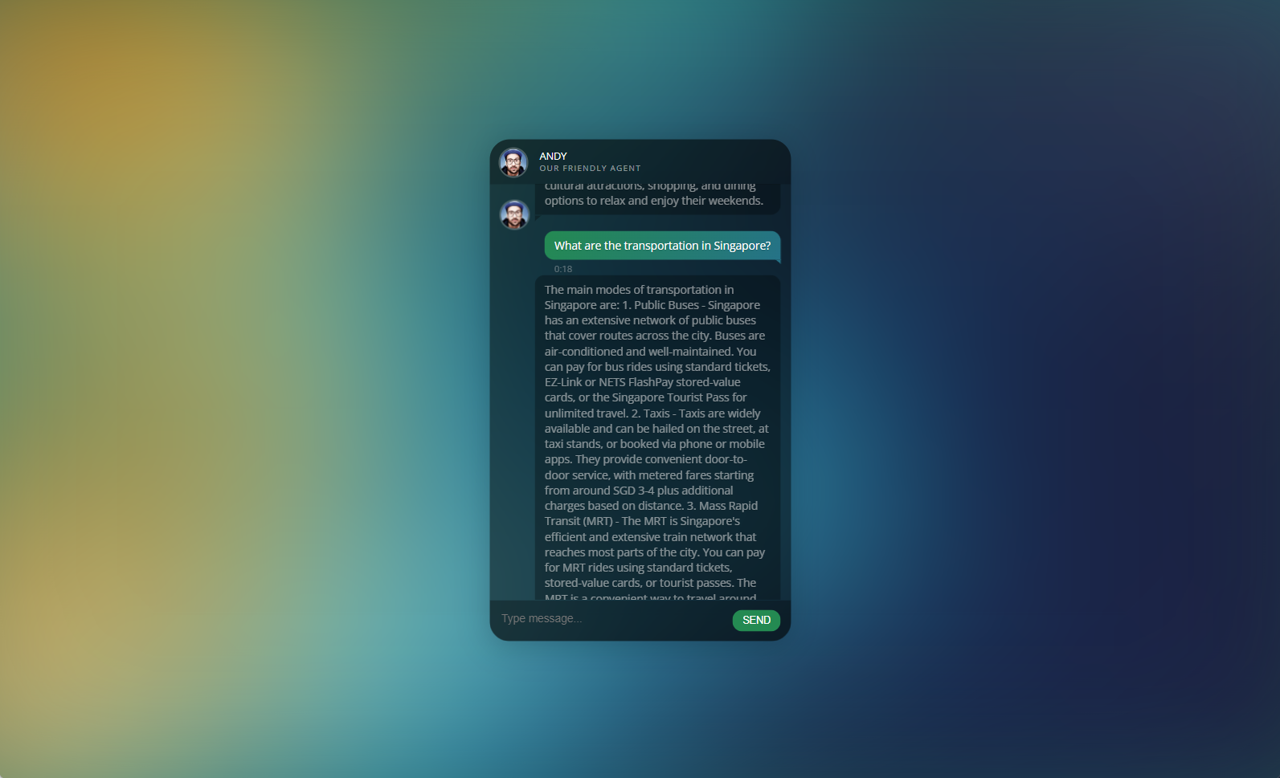 ANDY
OUR FRIENDLY AGENT
cultural attractions, shopping, and dining
options to relax and enjoy their weekends.
What are the transportation in Singapore?
0:18
The main modes of transportation in
Singapore are: 1. Public Buses - Singapore
has an extensive network of public buses
that cover routes across the city. Buses are
air-conditioned and well-maintained. You
can pay for bus rides using standard tickets,
EZ-Link or NETS FlashPay stored-value
cards, or the Singapore Tourist Pass for
unlimited travel. 2. Taxis - Taxis are widely
available and can be hailed on the street, at
taxi stands, or booked via phone or mobile
apps. They provide convenient door-to-
door service, with metered fares starting
from around SGD 3-4 plus additional
charges based on distance. 3. Mass Rapid
Transit (MRT) - The MRT is Singapore's
efficient and extensive train network that
reaches most parts of the city. You can pay
for MRT rides using standard tickets,
stored-value cards, or tourist passes. The
MRT is a convenient way to travel around
Type message...
SEND